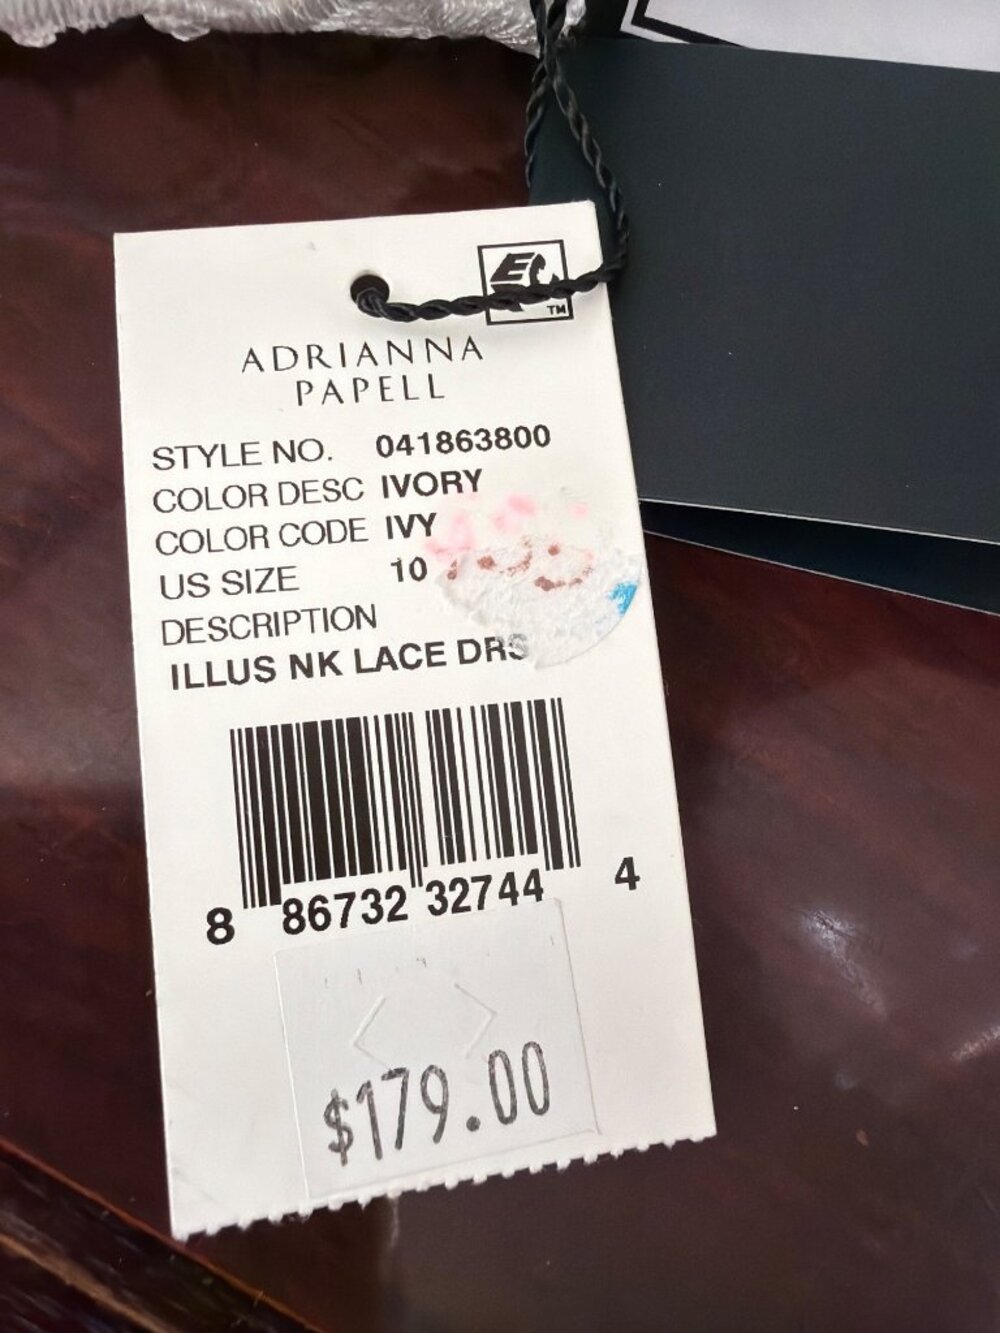 TM
ADRIANNA
PAPELL
STYLE NO. 041863800
COLOR DESC IVORY
COLOR CODE IVY
US SIZE 10
DESCRIPTION
ILLUS NK LACE DRS
8 86732 32744 4
$179.00